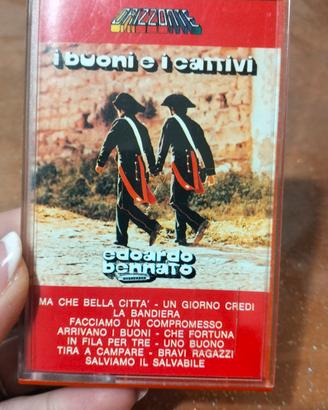 ORIZZONTE
i buoni e i cattivi
edoardo
bennato
MA CHE BELLA CITTA' - UN GIORNO CREDI
LA BANDIERA
FACCIAMO UN COMPROMESSO
ARRIVANO I BUONI - CHE FORTUNA
IN FILA PER TRE - UNO BUONO
TIRA A CAMPARE - BRAVI RAGAZZI
SALVIAMO IL SALVABILE